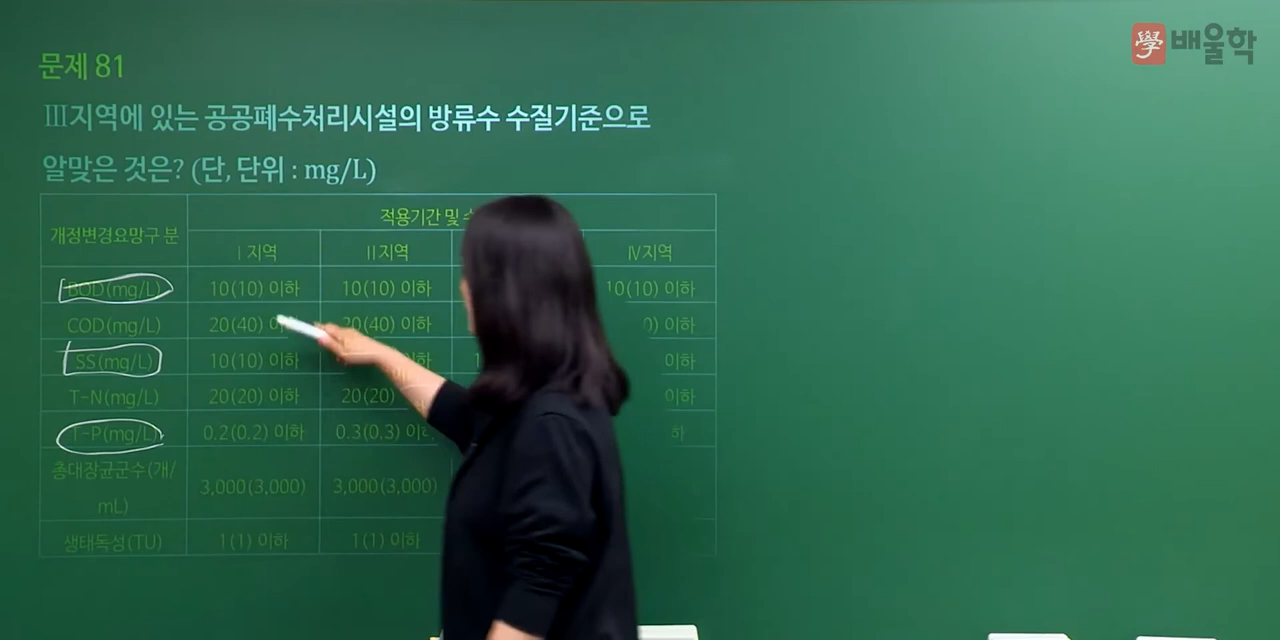 學 배울학
문제 81
Ⅲ지역에 있는 공공폐수처리시설의 방류수 수질기준으로
알맞은 것은? (단, 단위 : mg/L)
개정변경요망구 분 적용기간 및
Ⅰ지역 Ⅱ지역 Ⅳ지역
BOD(mg/L) 10(10) 이하 10(10) 이하 10(10) 이하
COD(mg/L) 20(40) 20(40) 이하 이하
SS(mg/L) 10(10) 이하 이하 이하
T-N(mg/L) 20(20) 이하 20(20) 이하
T-P(mg/L) 0.2(0.2) 이하 0.3(0.3)
총대장균군수(개/
mL) 3,000(3,000) 3,000(3,000)
생태독성(TU) 1(1) 이하 1(1) 이하